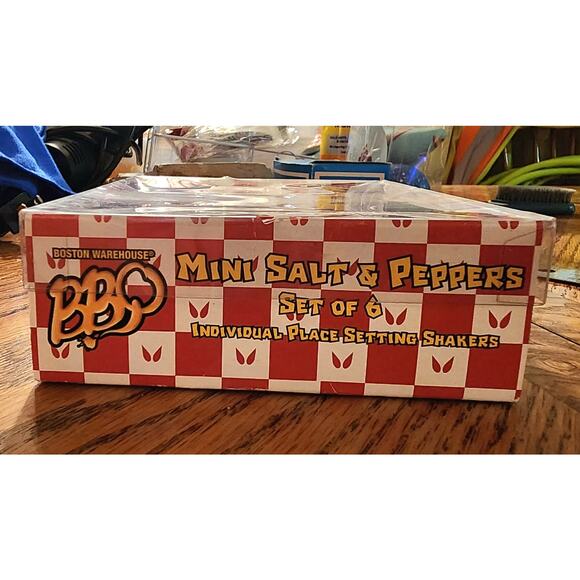 BOSTON WAREHOUSE®
BBQ
MINI SALT & PEPPERS
SET OF 6
INDIVIDUAL PLACE SETTING SHAKERS